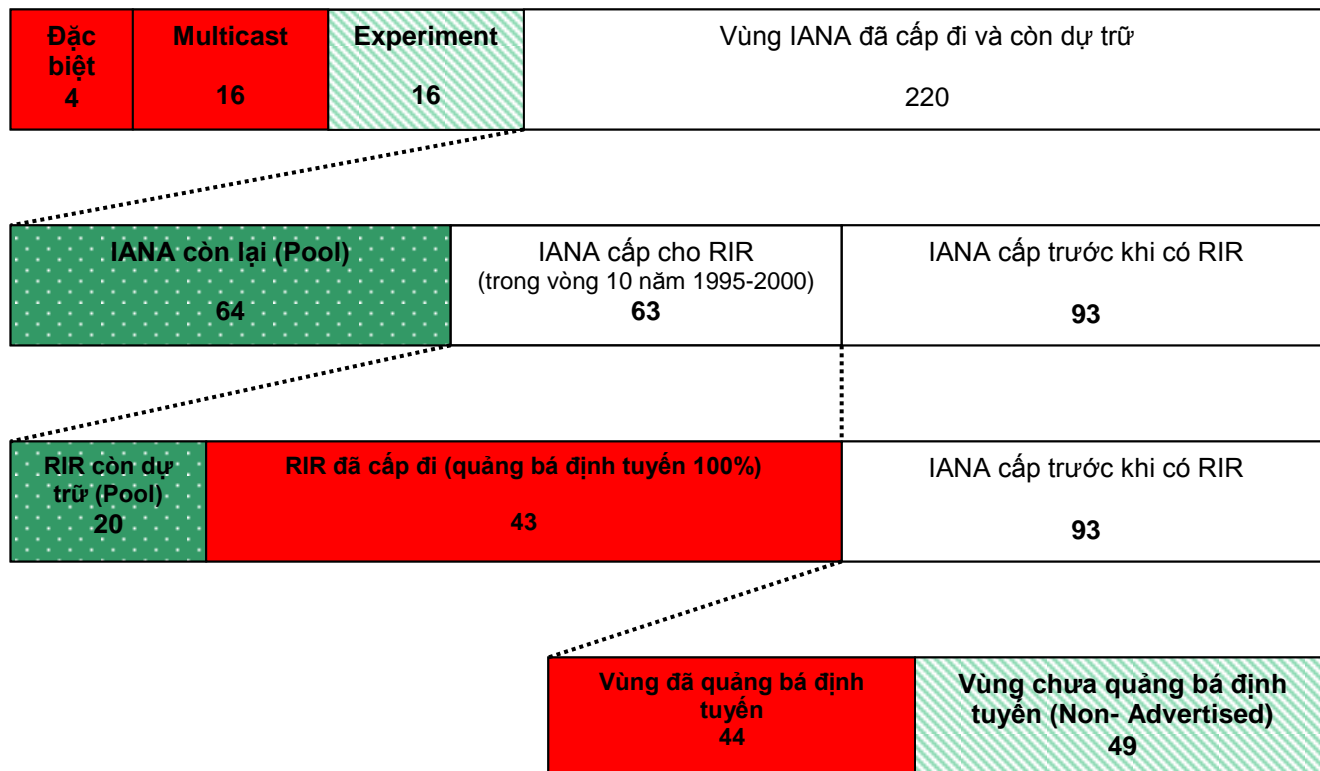 Đặc
biệt
4
Multicast
16
Experiment
16
Vùng IANA đã cấp đi và còn dự trữ
220
IANA còn lại (Pool)
64
IANA cấp cho RIR
(trong vòng 10 năm 1995-2000)
63
IANA cấp trước khi có RIR
93
RIR còn dự
trữ (Pool)
20
RIR đã cấp đi (quảng bá định tuyến 100%)
43
IANA cấp trước khi có RIR
93
Vùng đã quảng bá định
tuyến
44
Vùng chưa quảng bá định
tuyến (Non- Advertised)
49